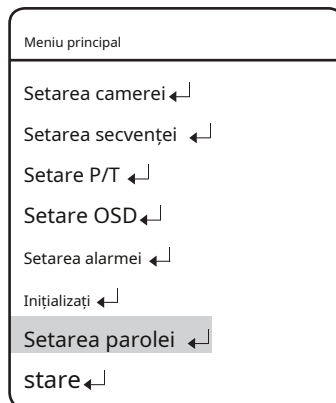 Meniu principal
Setarea camerei
Setarea secvenței
Setare P/T
Setare OSD
Setarea alarmei
Inițializați
Setarea parolei
stare